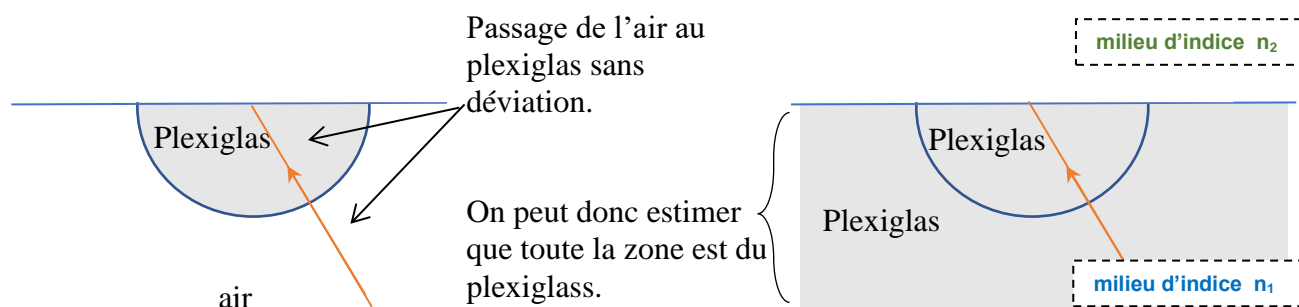 Passage de l’air au
plexiglas sans
déviation.
Plexiglas
air
On peut donc estimer
que toute la zone est du
plexiglass.
milieu d’indice n₂
Plexiglas
Plexiglas
milieu d’indice n₁